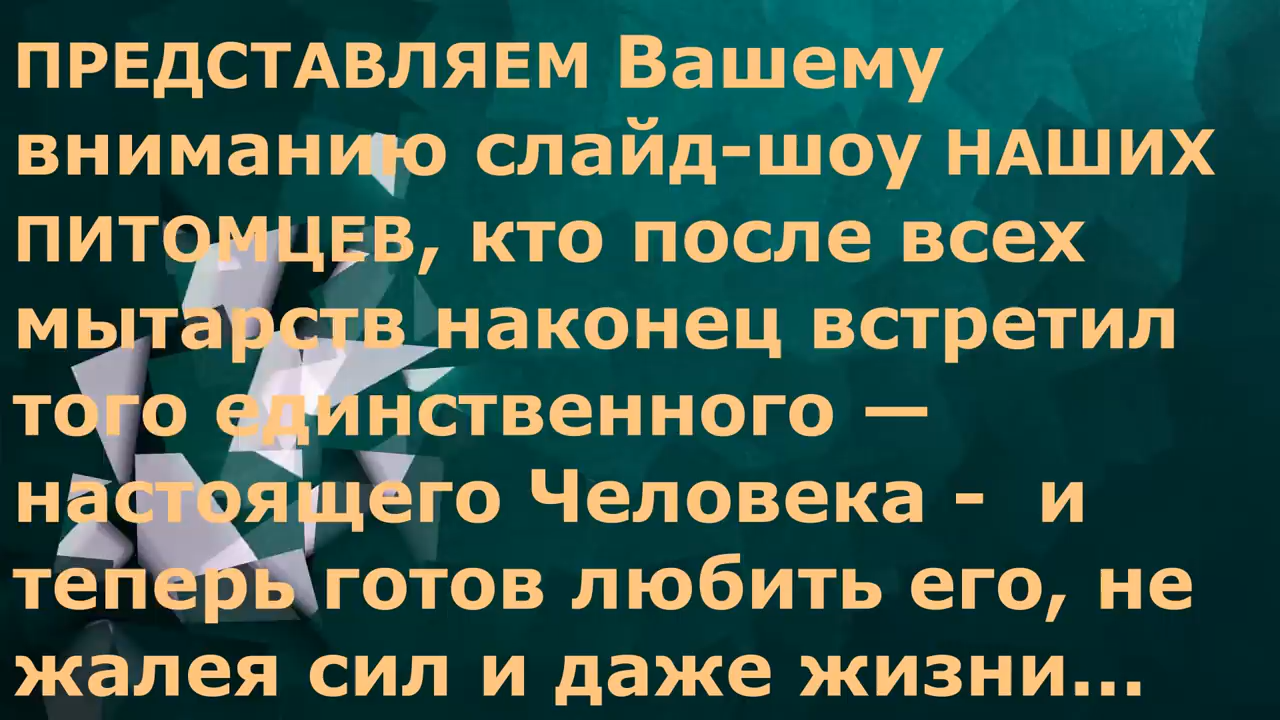 ПРЕДСТАВЛЯЕМ Вашему
вниманию слайд-шоу НАШИХ
ПИТОМЦЕВ, кто после всех
мытарств наконец встретил
того единственного —
настоящего Человека -  и
теперь готов любить его, не
жалея сил и даже жизни...